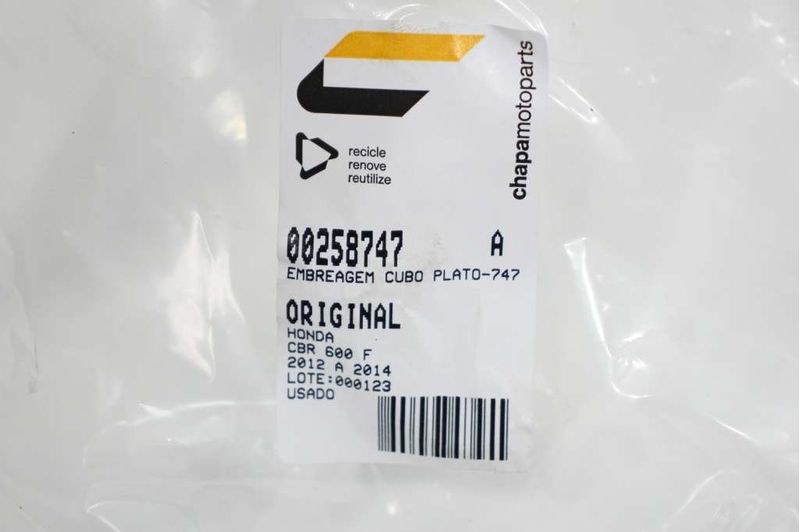 chapamotoparts
recicle
renove
reutilize
00258747 A
EMBREAGEM CUBO PLATO-747
ORIGINAL
HONDA
CBR 600 F
2012 A 2014
LOTE:000123
USADO